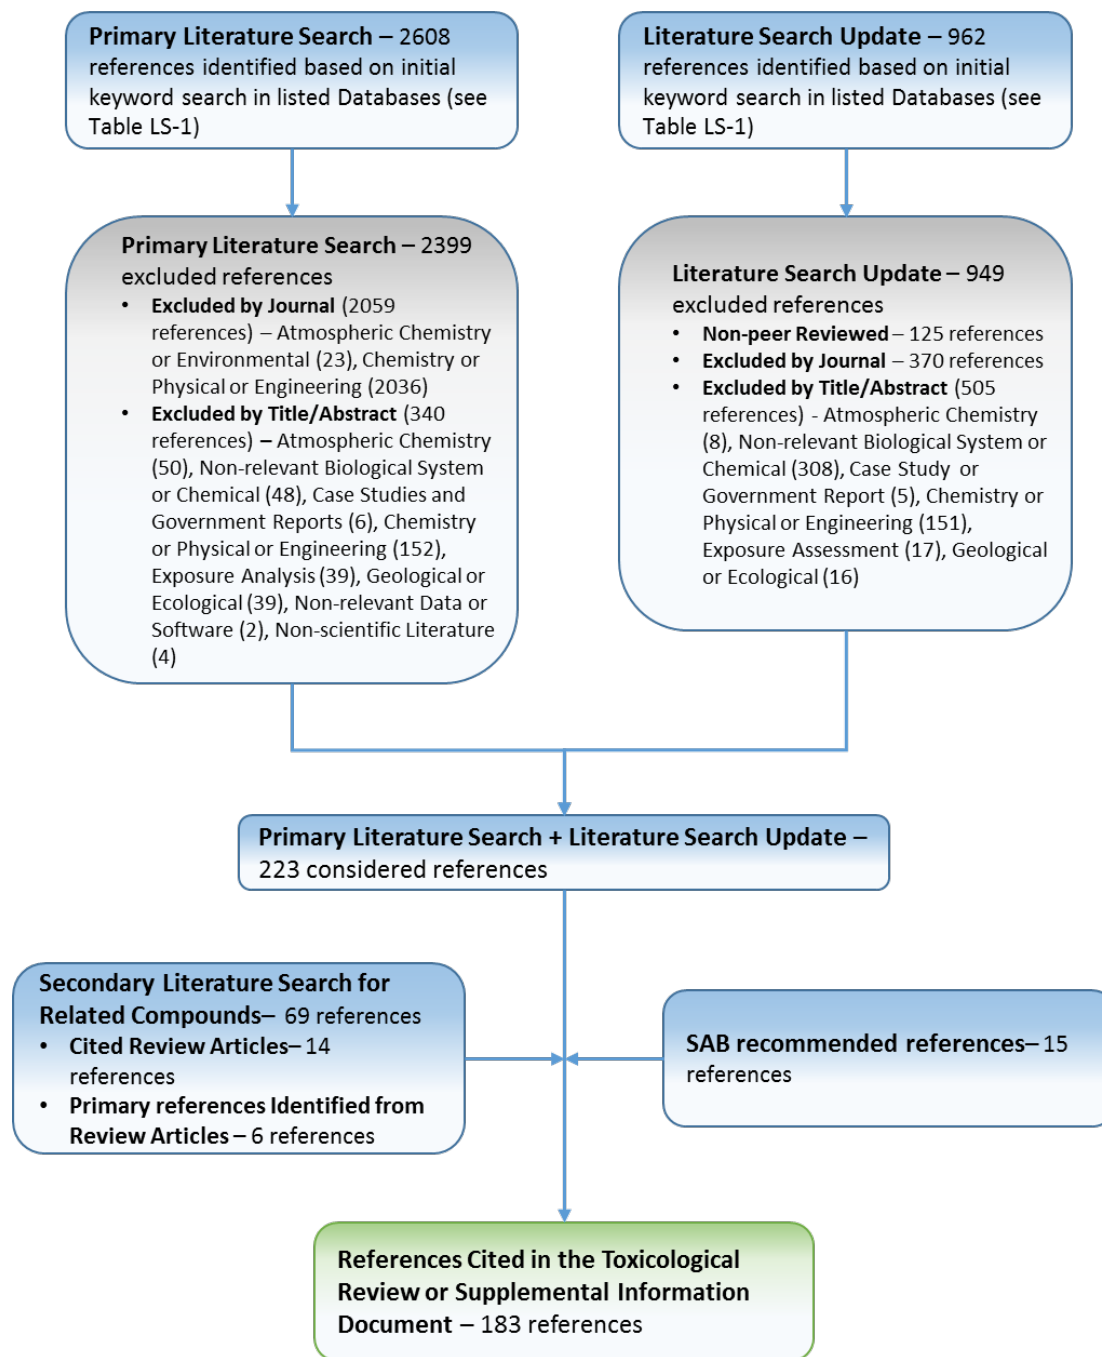 Primary Literature Search – 2608
references identified based on initial
keyword search in listed Databases (see
Table LS-1)
Literature Search Update – 962
references identified based on initial
keyword search in listed Databases (see
Table LS-1)
Primary Literature Search – 2399
excluded references
• Excluded by Journal (2059
references) – Atmospheric Chemistry
or Environmental (23), Chemistry or
Physical or Engineering (2036)
• Excluded by Title/Abstract (340
references) – Atmospheric Chemistry
(50), Non-relevant Biological System
or Chemical (48), Case Studies and
Government Reports (6), Chemistry
or Physical or Engineering (152),
Exposure Analysis (39), Geological or
Ecological (39), Non-relevant Data or
Software (2), Non-scientific Literature
(4)
Literature Search Update – 949
excluded references
• Non-peer Reviewed – 125 references
• Excluded by Journal – 370 references
• Excluded by Title/Abstract (505
references) - Atmospheric Chemistry
(8), Non-relevant Biological System or
Chemical (308), Case Study or
Government Report (5), Chemistry or
Physical or Engineering (151),
Exposure Assessment (17), Geological
or Ecological (16)
Primary Literature Search + Literature Search Update –
223 considered references
Secondary Literature Search for
Related Compounds– 69 references
• Cited Review Articles– 14
references
• Primary references Identified from
Review Articles – 6 references
SAB recommended references– 15
references
References Cited in the Toxicological
Review or Supplemental Information
Document – 183 references